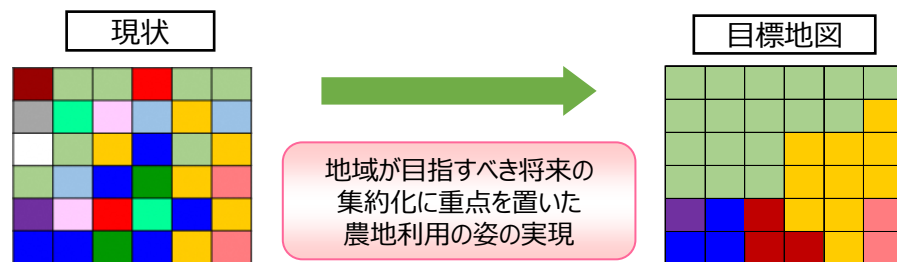 現状
目標地図
地域が目指すべき将来の
集約化に重点を置いた
農地利用の姿の実現